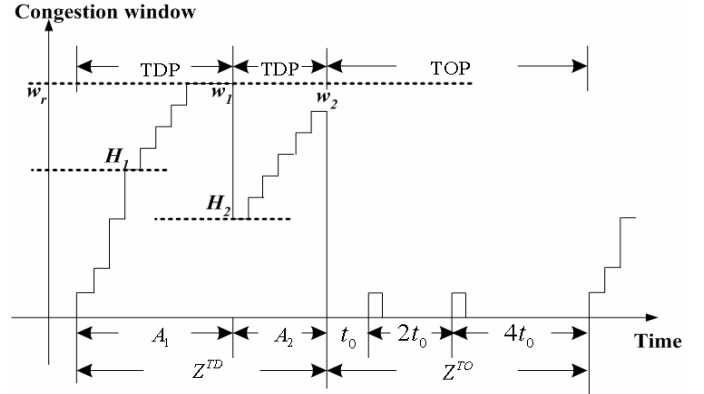 Congestion window
TDP TDP TOP
w_r w_1 w_2
H_1
H_2
A_1 A_2 t_0 2t_0 4t_0
Time
Z^{TD} Z^{TO}